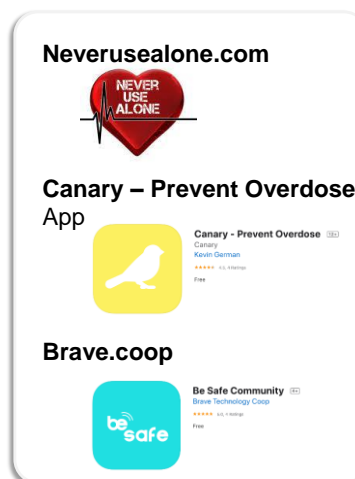 Neverusealone.com
NEVER
USE
ALONE
Canary – Prevent Overdose
App
Canary - Prevent Overdose
Canary
Kevin German
Free
Brave.coop
be
safe
Be Safe Community
Brave Technology Coop
Free